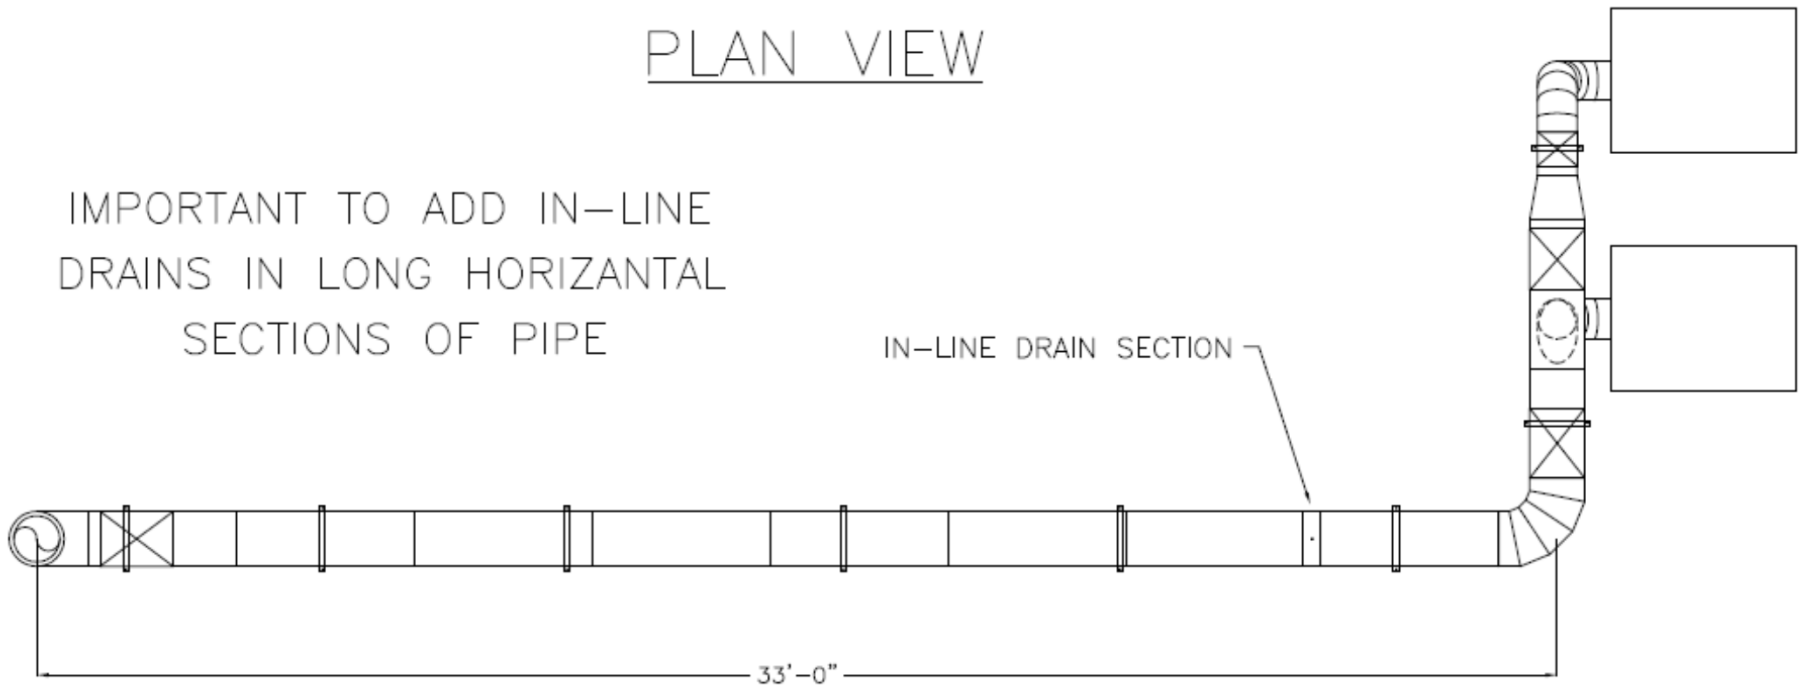 PLAN VIEW
IMPORTANT TO ADD IN-LINE
DRAINS IN LONG HORIZANTAL
SECTIONS OF PIPE
IN-LINE DRAIN SECTION
33'-0"